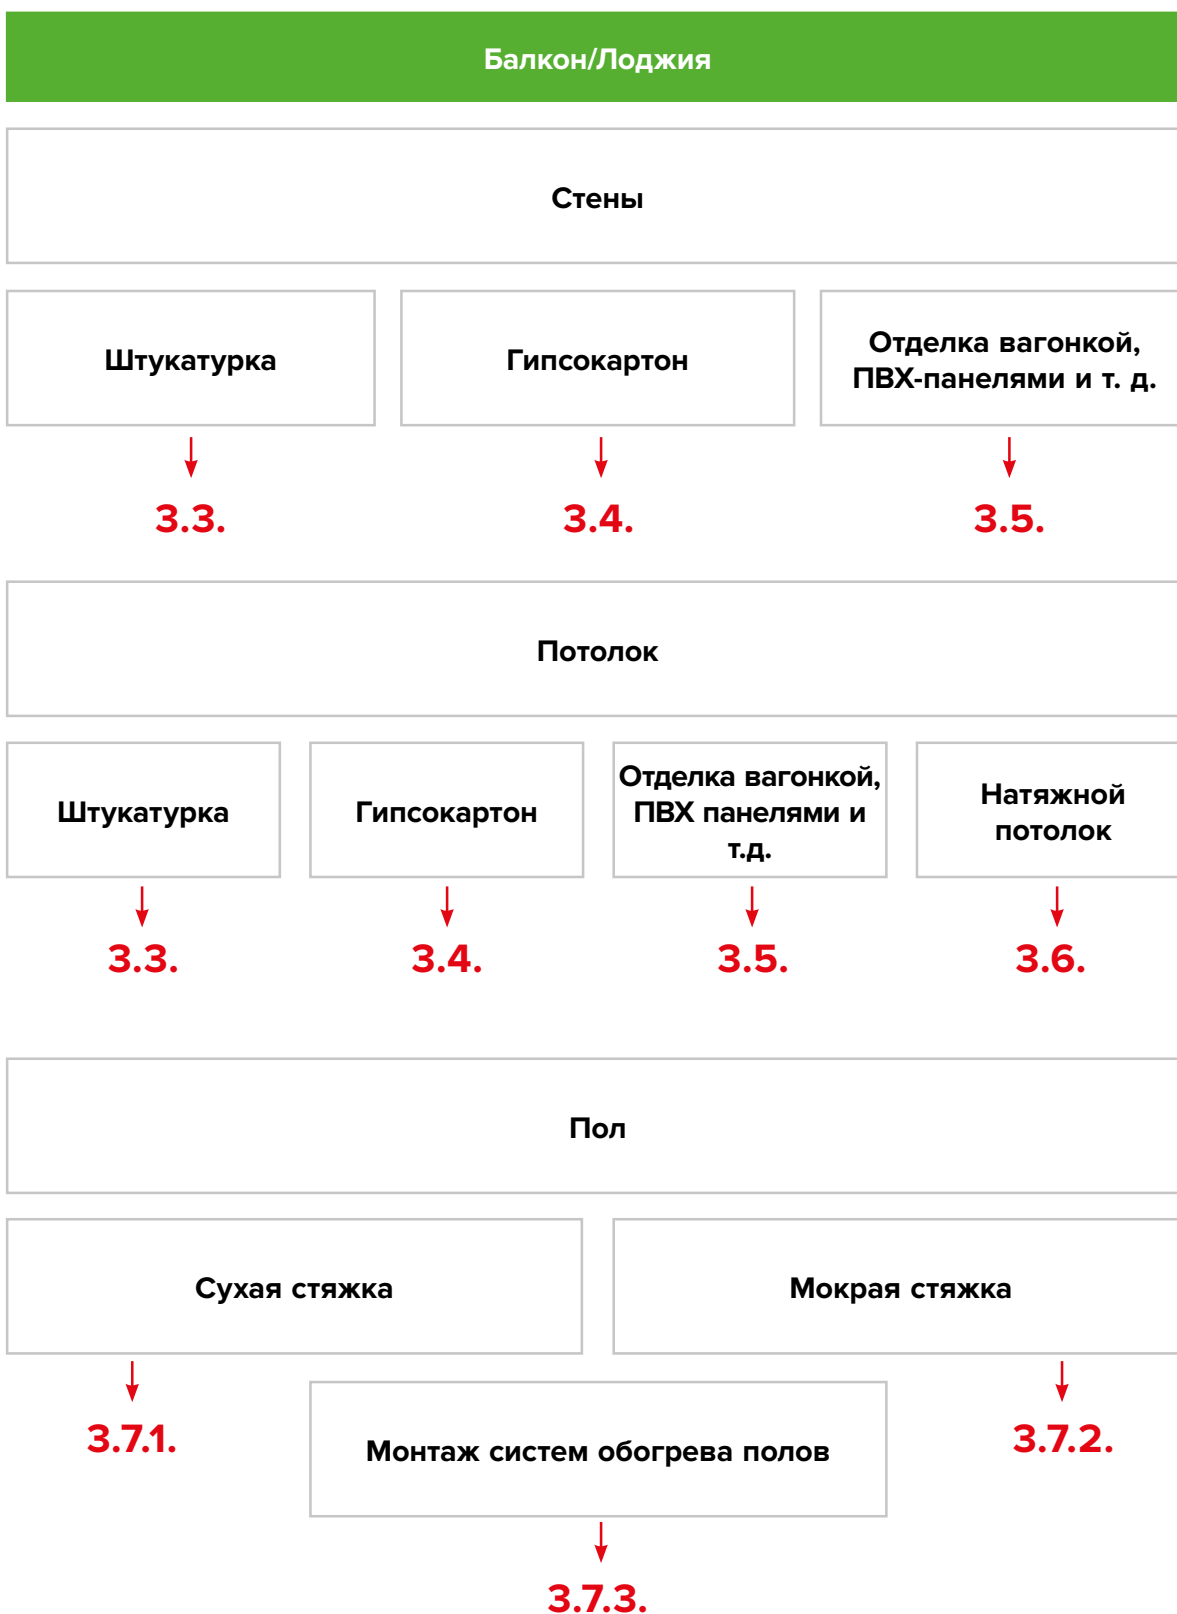 Балкон/Лоджия
Стены
Штукатурка
Гипсокартон
Отделка вагонкой,
ПВХ-панелями и т. д.
3.3.
3.4.
3.5.
Потолок
Штукатурка
Гипсокартон
Отделка вагонкой,
ПВХ панелями и
т.д.
Натяжной
потолок
3.3.
3.4.
3.5.
3.6.
Пол
Сухая стяжка
Мокрая стяжка
3.7.1.
Монтаж систем обогрева полов
3.7.2.
3.7.3.